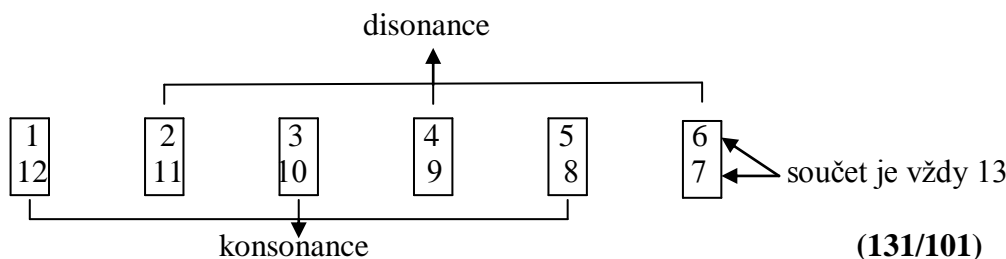 disonance
1 2 3 4 5 6
12 11 10 9 8 7 součet je vždy 13
konsonance (131/101)